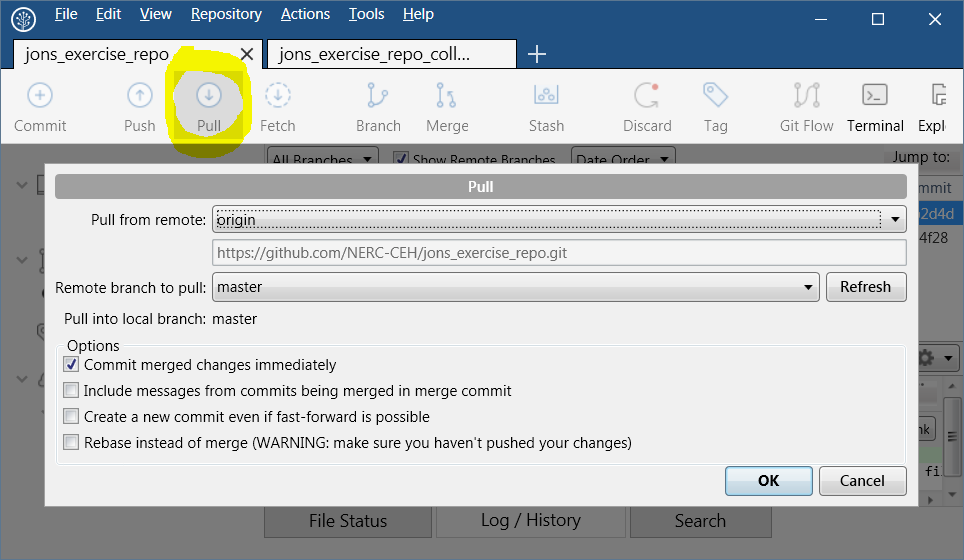 File Edit View Repository Actions Tools Help
jons_exercise_repo jons_exercise_repo_coll...
Commit Push Pull Fetch Branch Merge Stash Discard Tag Git Flow Terminal Expl
All Branches Show Remote Branches Date Order Jump to:
Pull
mmit
Pull from remote: origin
2d4d
4f28
https://github.com/NERC-CEH/jons_exercise_repo.git
Remote branch to pull: master Refresh
Pull into local branch: master
Options
Commit merged changes immediately
Include messages from commits being merged in merge commit
Create a new commit even if fast-forward is possible
nk
Rebase instead of merge (WARNING: make sure you haven't pushed your changes)
fil
OK Cancel
File Status Log / History Search